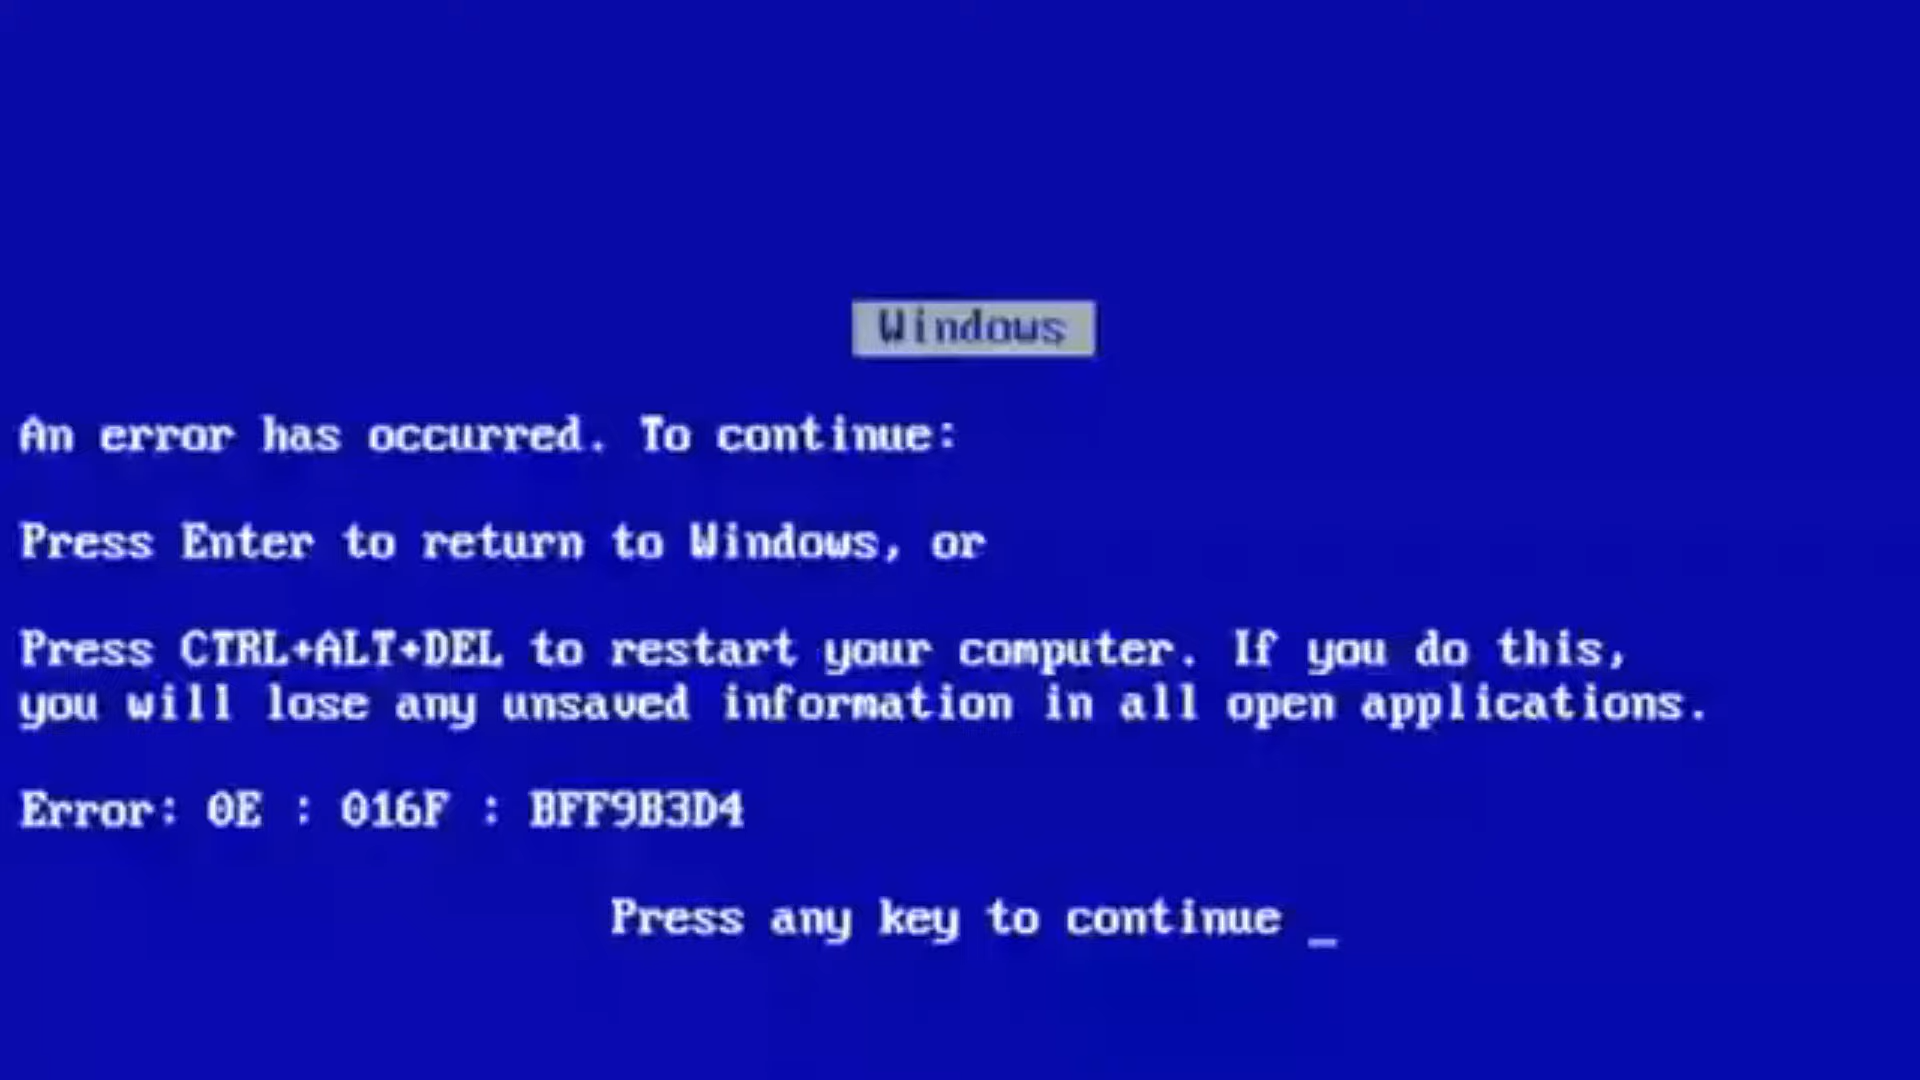 Windows
An error has occurred. To continue:
Press Enter to return to Windows, or
Press CTRL+ALT+DEL to restart your computer. If you do this,
you will lose any unsaved information in all open applications.
Error: 0E : 016F : BFF9B3D4
Press any key to continue _